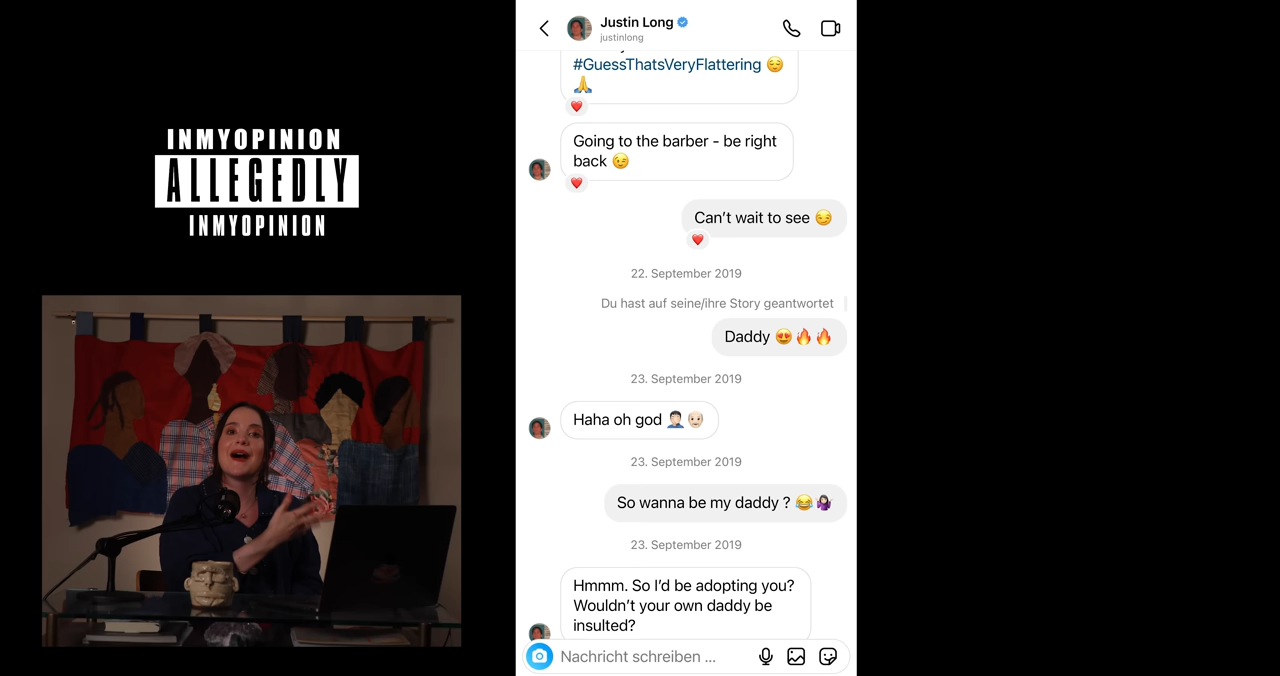 INMYOPINION
ALLEGEDLY
INMYOPINION
Justin Long
justinlong
#GuessThatsVeryFlattering 😌
🙏
❤️
Going to the barber - be right
back 😉
❤️
Can’t wait to see 😏
❤️
22. September 2019
Du hast auf seine/ihre Story geantwortet
Daddy 😍🔥🔥
23. September 2019
Haha oh god 🤦🏻‍♂️👴🏻
23. September 2019
So wanna be my daddy ? 😂🤷🏻‍♀️
23. September 2019
Hmmm. So I’d be adopting you?
Wouldn’t your own daddy be
insulted?
Nachricht schreiben ...